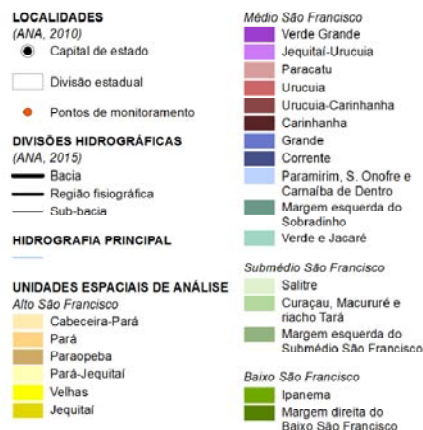 LOCALIDADES
(ANA, 2010)
Capital de estado
Divisão estadual
Pontos de monitoramento
DIVISÕES HIDROGRÁFICAS
(ANA, 2015)
Bacia
Região fisiográfica
Sub-bacia
HIDROGRAFIA PRINCIPAL
UNIDADES ESPACIAIS DE ANÁLISE
Alto São Francisco
Cabeceira-Pará
Pará
Paraopeba
Pará-Jequitaí
Velhas
Jequitaí
Médio São Francisco
Verde Grande
Jequitaí-Urucuia
Paracatu
Urucuia
Urucuia-Carinhanha
Carinhanha
Grande
Corrente
Paramirim, S. Onofre e
Carnaíba de Dentro
Margem esquerda do
Sobradinho
Verde e Jacaré
Submédio São Francisco
Salitre
Curaçau, Macururé e
riacho Tará
Margem esquerda do
Submédio São Francisco
Baixo São Francisco
Ipanema
Margem direita do
Baixo São Francisco